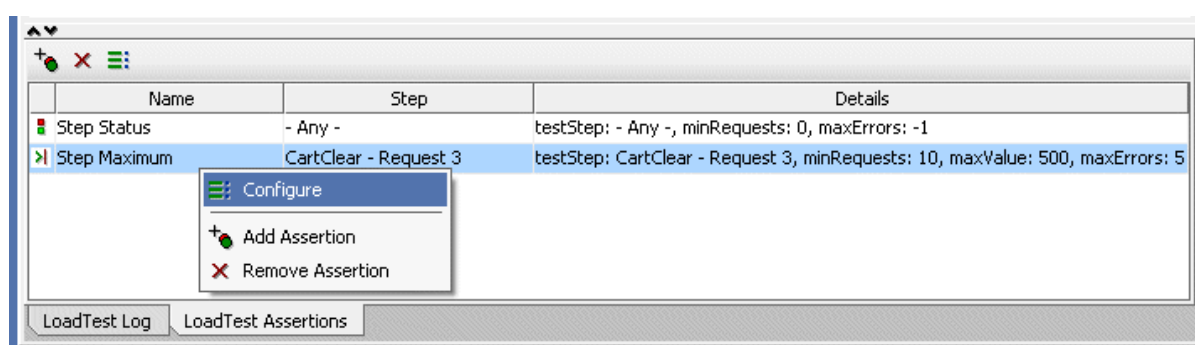 Name Step Details
Step Status - Any - testStep: - Any -, minRequests: 0, maxErrors: -1
Step Maximum CartClear - Request 3 testStep: CartClear - Request 3, minRequests: 10, maxValue: 500, maxErrors: 5
Configure
Add Assertion
Remove Assertion
LoadTest Log LoadTest Assertions